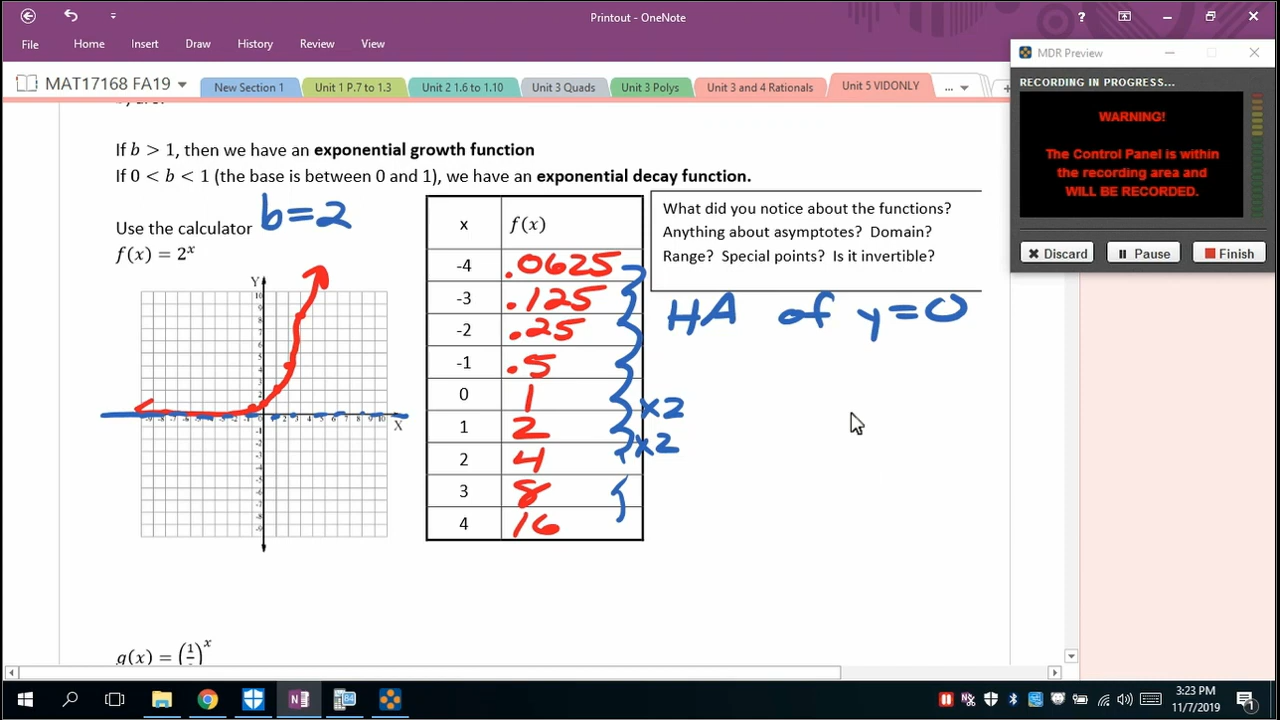 Printout - OneNote
File Home Insert Draw History Review View
MAT17168 FA19
New Section 1 Unit 1 P.7 to 1.3 Unit 2 1.6 to 1.10 Unit 3 Quads Unit 3 Polys Unit 3 and 4 Rationals Unit 5 VIDONLY ...
MDR Preview
RECORDING IN PROGRESS...
WARNING!
The Control Panel is within
the recording area and
WILL BE RECORDED.
Discard Pause Finish
If b > 1, then we have an exponential growth function
If 0 < b < 1 (the base is between 0 and 1), we have an exponential decay function.
Use the calculator b=2
f(x) = 2^x
Y
X
x f(x)
-4 .0625
-3 .125
-2 .25
-1 .5
0 1
1 2
2 4
3 8
4 16
x2
x2
What did you notice about the functions?
Anything about asymptotes? Domain?
Range? Special points? Is it invertible?
HA of y=0
3:23 PM
11/7/2019
1